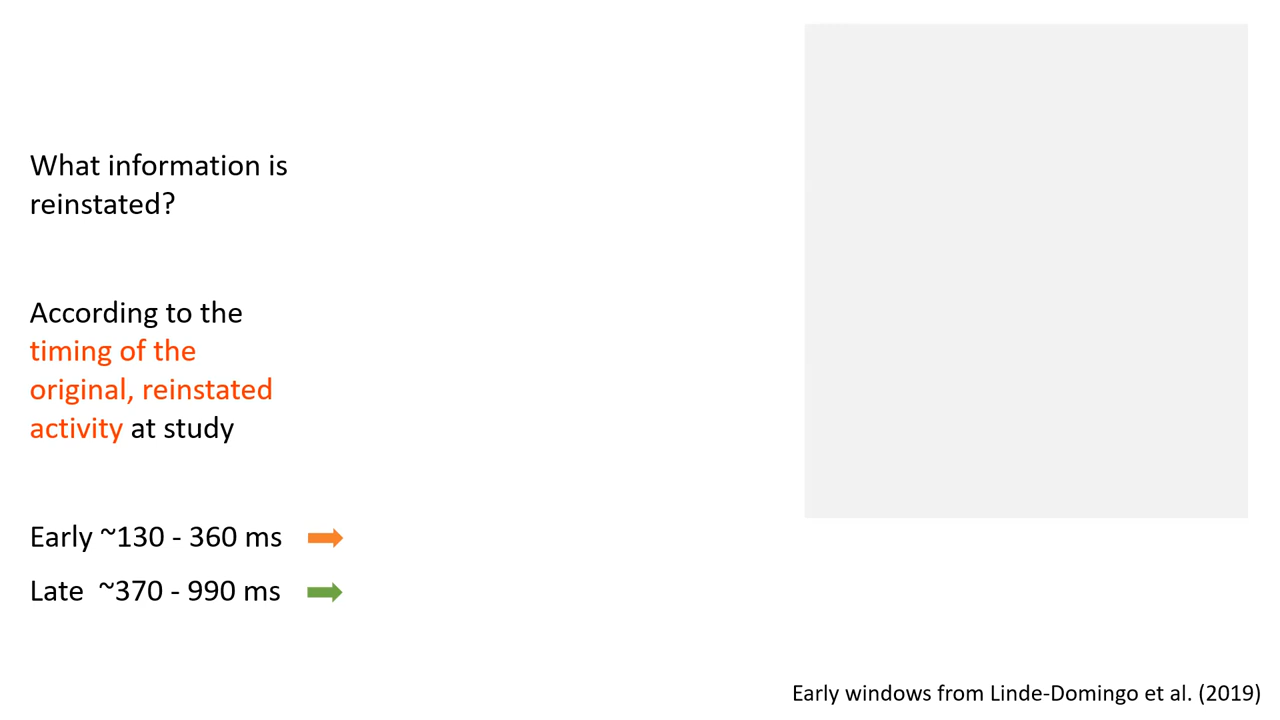 What information is
reinstated?
According to the
timing of the
original, reinstated
activity at study
Early ~130 - 360 ms
Late ~370 - 990 ms
Early windows from Linde-Domingo et al. (2019)